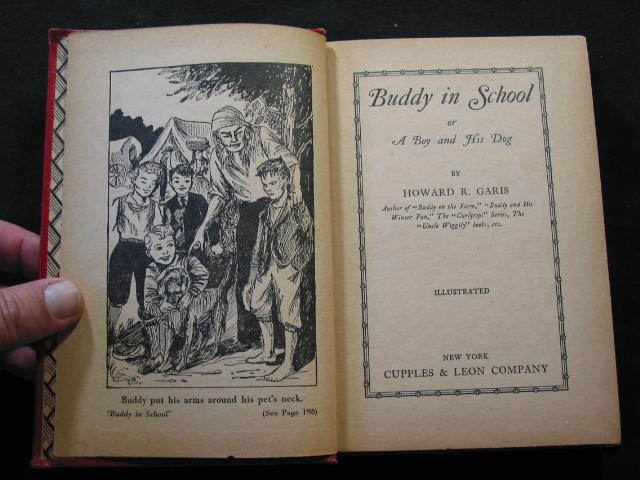 Buddy put his arms around his pet's neck.
"Buddy in School" (See Page 198)
Buddy in School
or
A Boy and His Dog
BY
HOWARD R. GARIS
Author of "Buddy on the Farm," "Buddy and His
Winter Fun," The "Curlytop" Series, The
"Uncle Wiggily" books, etc.
ILLUSTRATED
NEW YORK
CUPPLES & LEON COMPANY